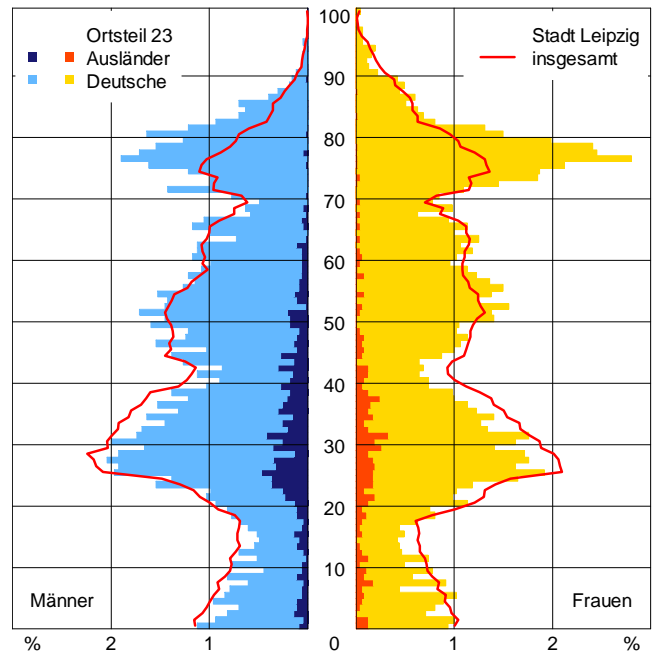 Ortsteil 23
Ausländer
Deutsche
Stadt Leipzig
insgesamt
100
90
80
70
60
50
40
30
20
10
Männer
Frauen
% 2 1 0 1 2 %